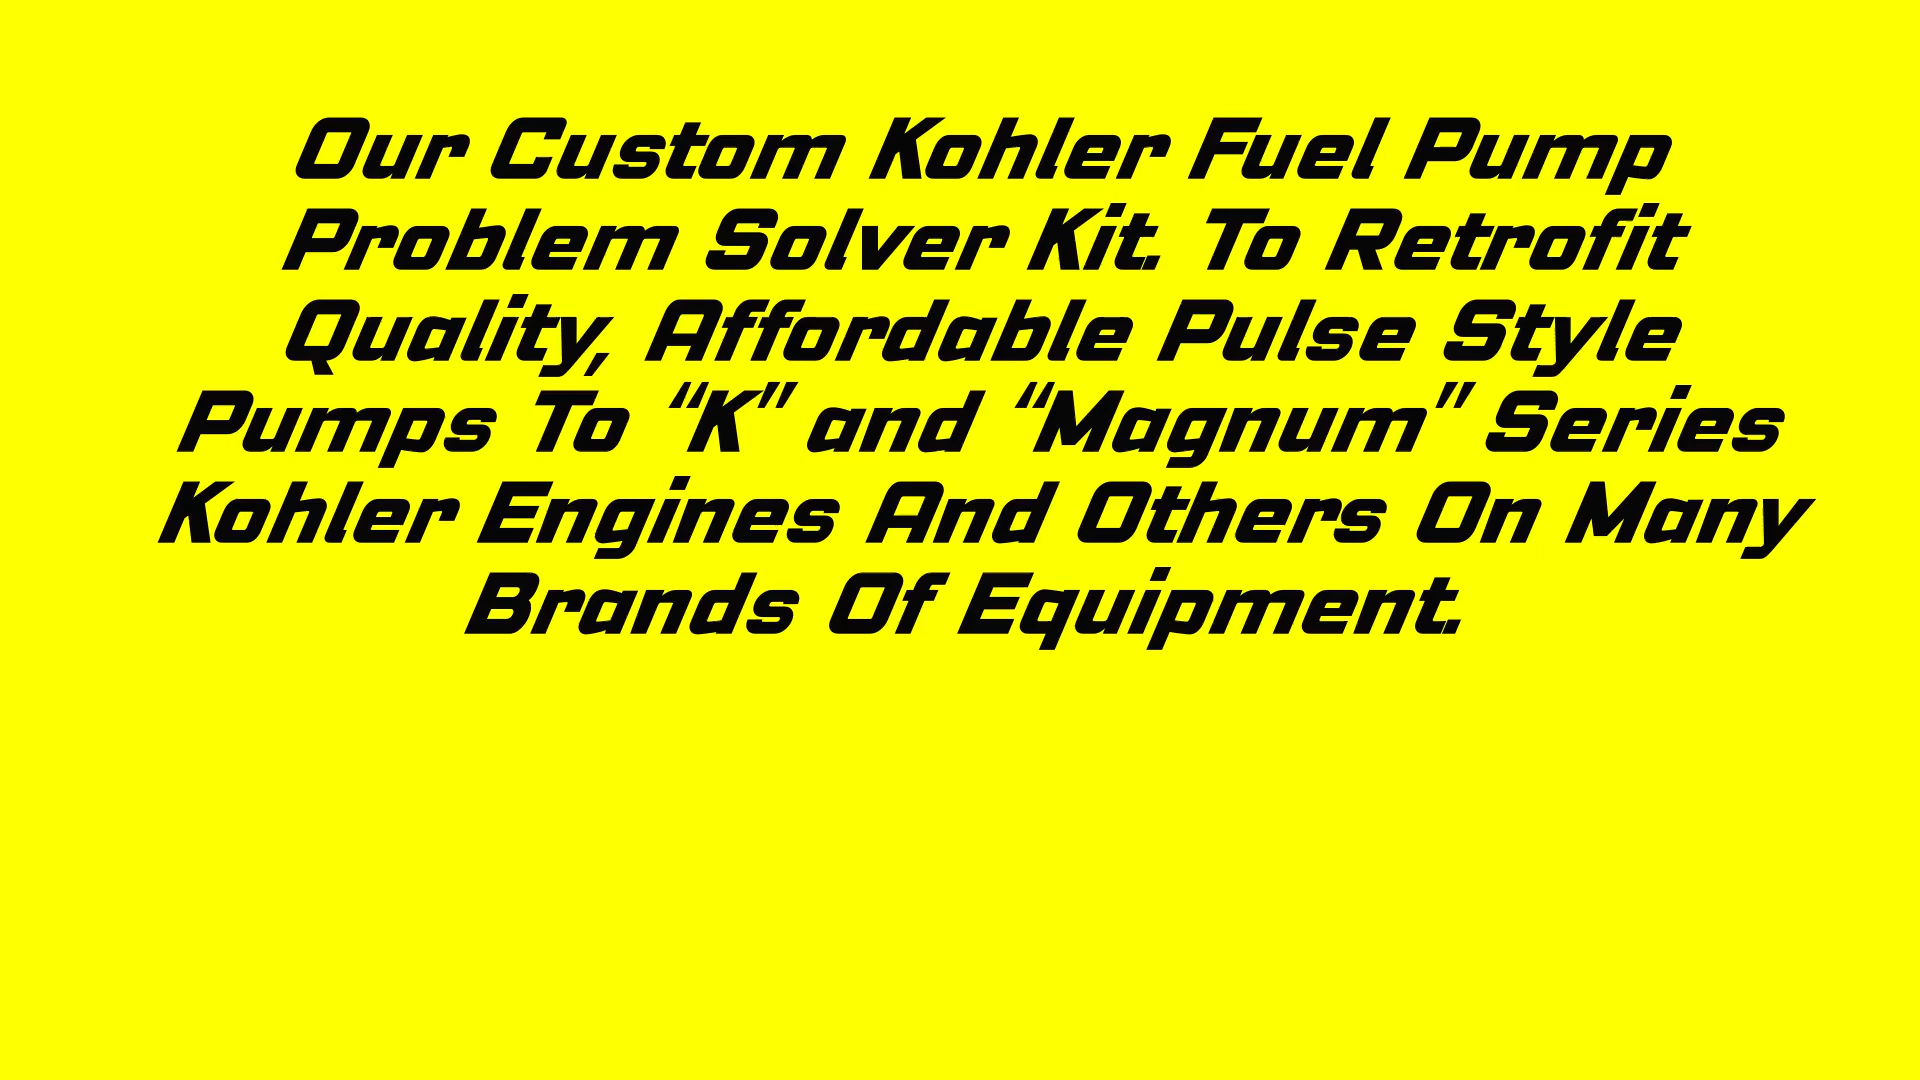 Our Custom Kohler Fuel Pump
Problem Solver Kit. To Retrofit
Quality, Affordable Pulse Style
Pumps To “K” and “Magnum” Series
Kohler Engines And Others On Many
Brands Of Equipment.